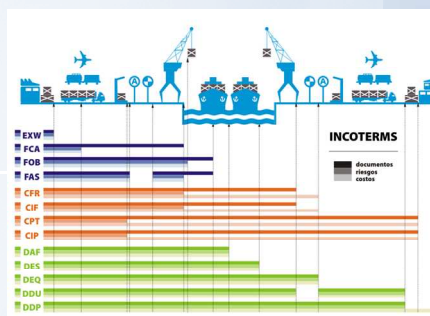 A
A
EXW
FCA
FOB
FAS
CFR
CIF
CPT
CIP
DAF
DES
DEQ
DDU
DDP
INCOTERMS
documentos
riesgos
costos